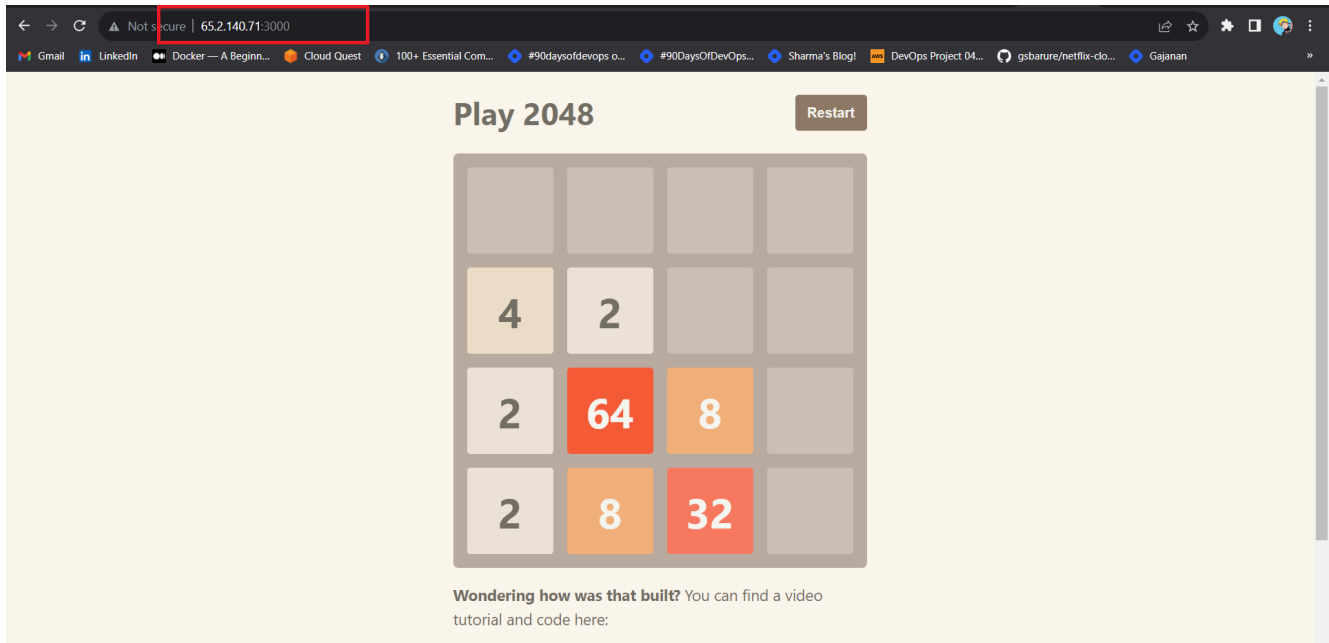 Not secure | 65.2.140.71:3000
Gmail LinkedIn Docker — A Beginn... Cloud Quest 100+ Essential Com... #90daysofdevops o... #90DaysOfDevOps... Sharma's Blog! DevOps Project 04... gsbarure/netflix-clo... Gajanan »
Play 2048 Restart
4 2
2 64 8
2 8 32
Wondering how was that built? You can find a video
tutorial and code here: